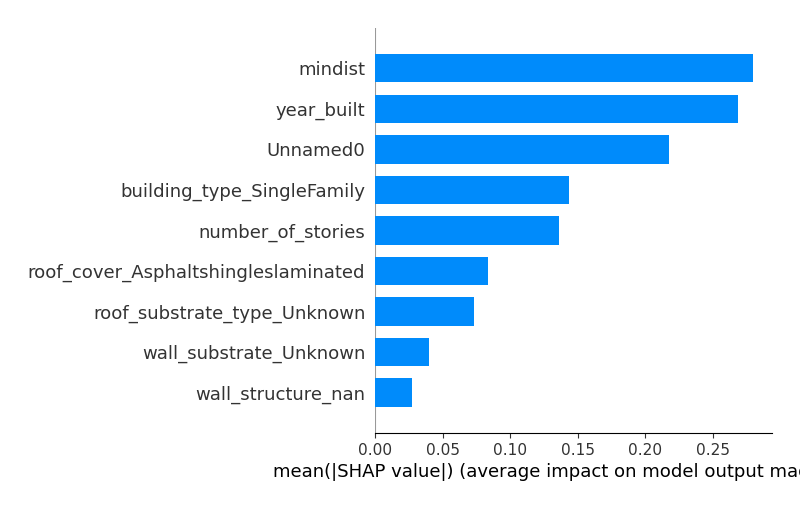 mindist
year_built
Unnamed0
building_type_SingleFamily
number_of_stories
roof_cover_Asphaltshingleslaminated
roof_substrate_type_Unknown
wall_substrate_Unknown
wall_structure_nan
0.00 0.05 0.10 0.15 0.20 0.25
mean(|SHAP value|) (average impact on model output mag